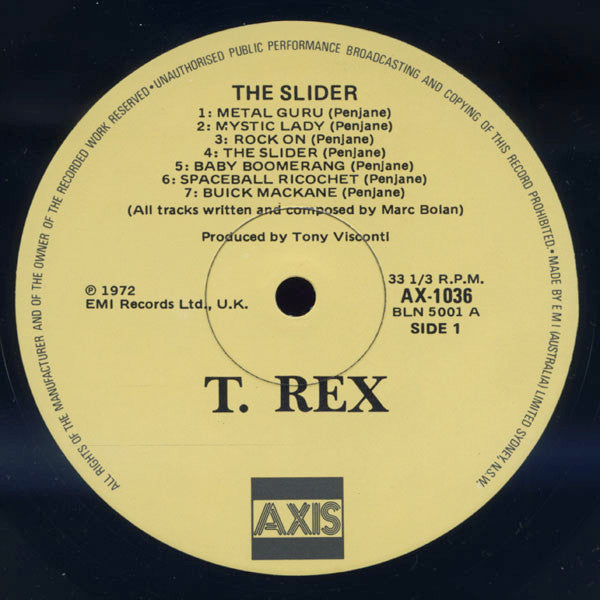 ALL RIGHTS OF THE MANUFACTURER AND OF THE OWNER OF THE RECORDED WORK RESERVED • UNAUTHORISED PUBLIC PERFORMANCE BROADCASTING AND COPYING OF THIS RECORD PROHIBITED • MADE BY E M I (AUSTRALIA) LIMITED SYDNEY, N.S.W.
THE SLIDER
1: METAL GURU (Penjane)
2: MYSTIC LADY (Penjane)
3: ROCK ON (Penjane)
4: THE SLIDER (Penjane)
5: BABY BOOMERANG (Penjane)
6: SPACEBALL RICOCHET (Penjane)
7: BUICK MACKANE (Penjane)
(All tracks written and composed by Marc Bolan)
Produced by Tony Visconti
℗ 1972
EMI Records Ltd., U.K.
33 1/3 R.P.M.
AX-1036
BLN 5001 A
SIDE 1
T. REX
AXIS